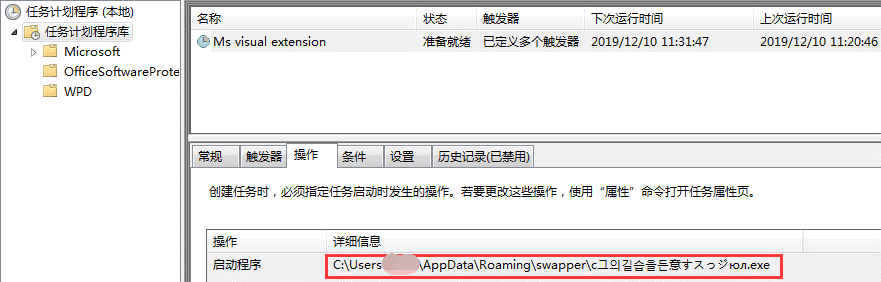 任务计划程序 (本地)
任务计划程序库
Microsoft
OfficeSoftwareProte
WPD
名称 状态 触发器 下次运行时间 上次运行时间
Ms visual extension 准备就绪 已定义多个触发器 2019/12/10 11:31:47 2019/12/10 11:20:46
常规 触发器 操作 条件 设置 历史记录(已禁用)
创建任务时，必须指定任务启动时发生的操作。若要更改这些操作，使用“属性”命令打开任务属性页。
操作 详细信息
启动程序 C:\Users\AppData\Roaming\swapper\c그의길습을든意すスっジюл.exe